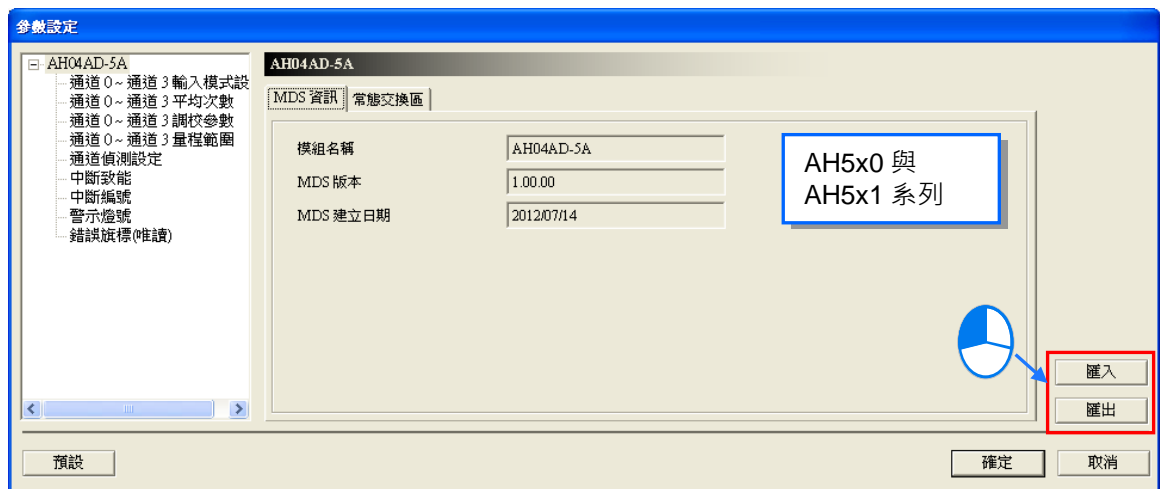 參數設定
AH04AD-5A
通道 0 ~ 通道 3 輸入模式設
通道 0 ~ 通道 3 平均次數
通道 0 ~ 通道 3 調校參數
通道 0 ~ 通道 3 量程範圍
通道偵測設定
中斷致能
中斷編號
警示燈號
錯誤旗標(唯讀)
AH04AD-5A
MDS 資訊 常態交換區
模組名稱 AH04AD-5A
MDS 版本 1.00.00
MDS 建立日期 2012/07/14
AH5x0 與
AH5x1 系列
匯入
匯出
預設 確定 取消